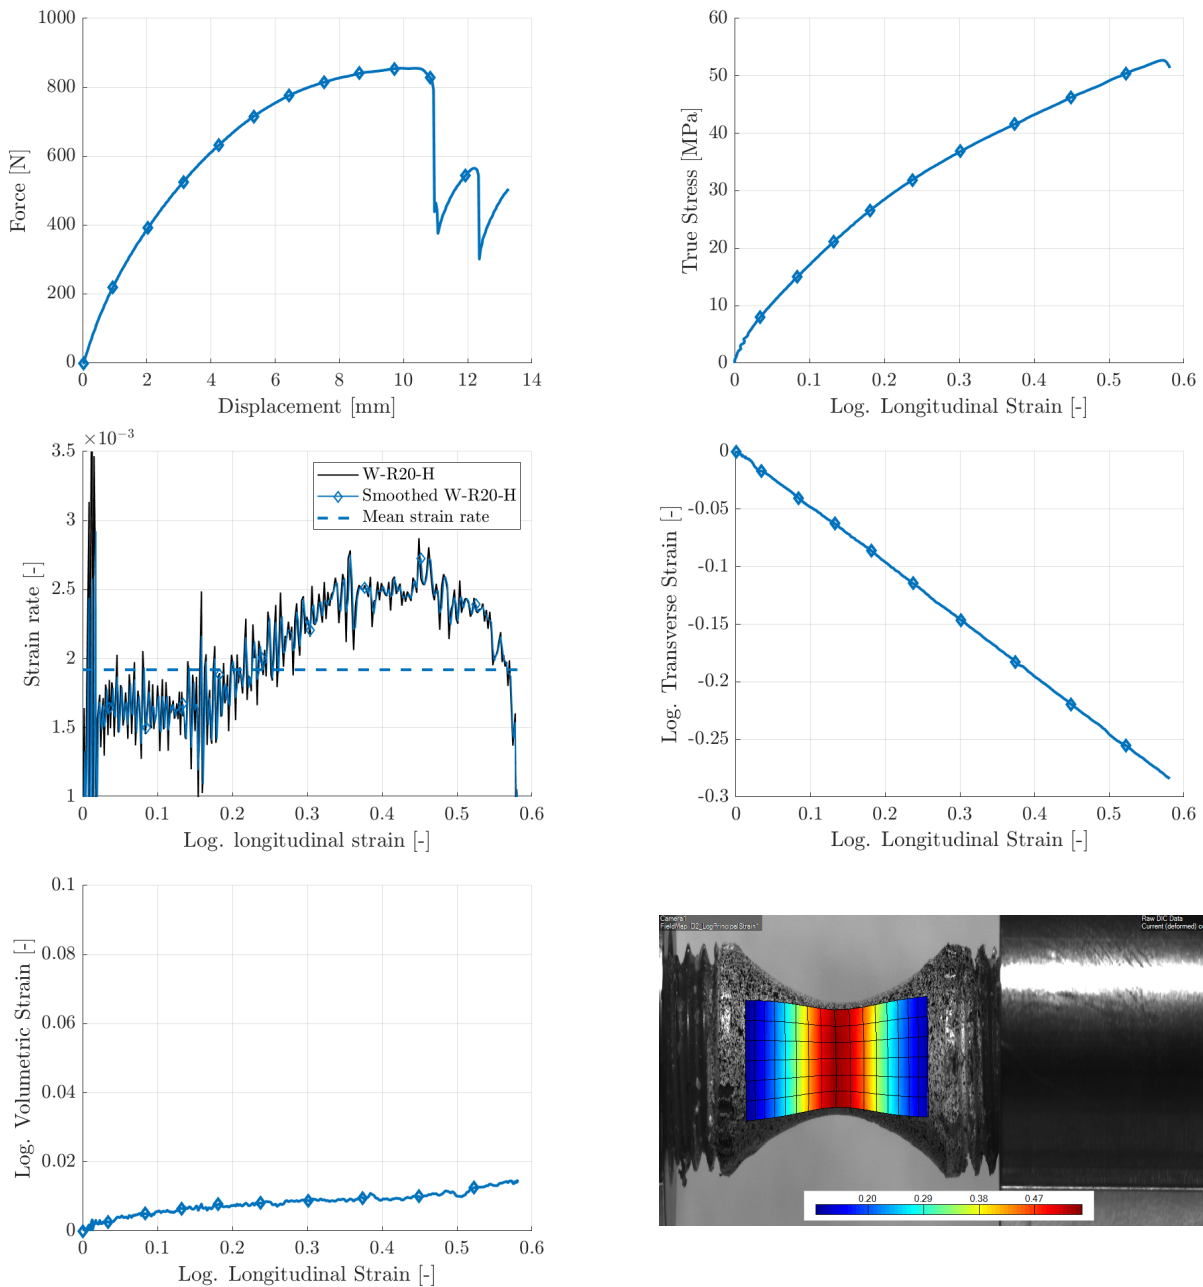 1000
800
600
400
200
0
0 2 4 6 8 10 12 14
Force [N]
Displacement [mm]
60
50
40
30
20
10
0
0 0.1 0.2 0.3 0.4 0.5 0.6
True Stress [MPa]
Log. Longitudinal Strain [-]
×10⁻³
3.5
3
2.5
2
1.5
1
0 0.1 0.2 0.3 0.4 0.5 0.6
Strain rate [-]
Log. longitudinal strain [-]
W-R20-H
Smoothed W-R20-H
Mean strain rate
0
-0.05
-0.1
-0.15
-0.2
-0.25
-0.3
0 0.1 0.2 0.3 0.4 0.5 0.6
Log. Transverse Strain [-]
Log. Longitudinal Strain [-]
0.1
0.08
0.06
0.04
0.02
0
0 0.1 0.2 0.3 0.4 0.5 0.6
Log. Volumetric Strain [-]
Log. Longitudinal Strain [-]
Camera1
FieldMap: D2_LogPrincipalStrain1
Raw DIC Data
Current (deformed) co
0.20 0.29 0.38 0.47